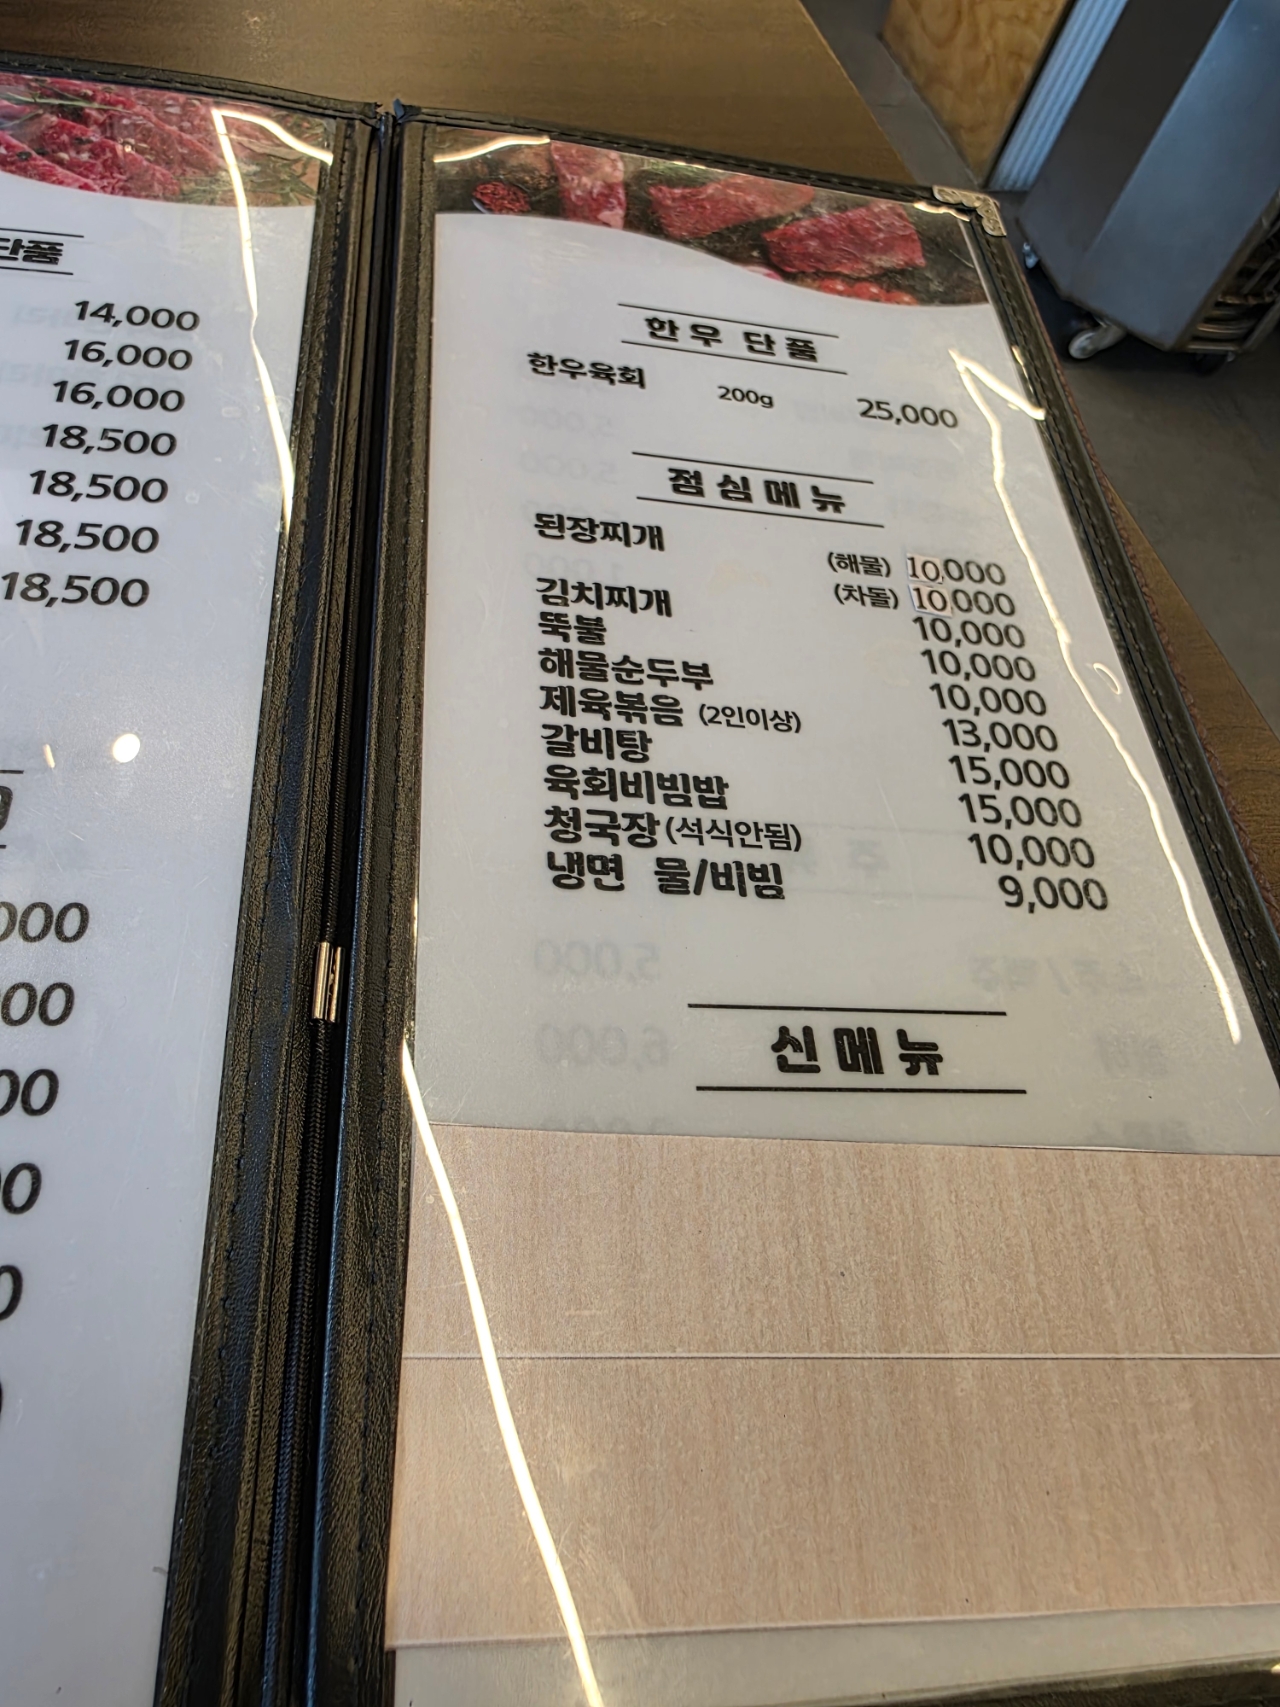 단품
14,000
16,000
16,000
18,500
18,500
18,500
18,500
한우 단품
한우육회 200g 25,000
점심메뉴
된장찌개 (해물) 10,000
(차돌) 10,000
김치찌개 10,000
뚝불 10,000
해물순두부 10,000
제육볶음 (2인이상) 13,000
갈비탕 15,000
육회비빔밥 15,000
청국장(석식안됨) 10,000
냉면 물/비빔 9,000
신메뉴